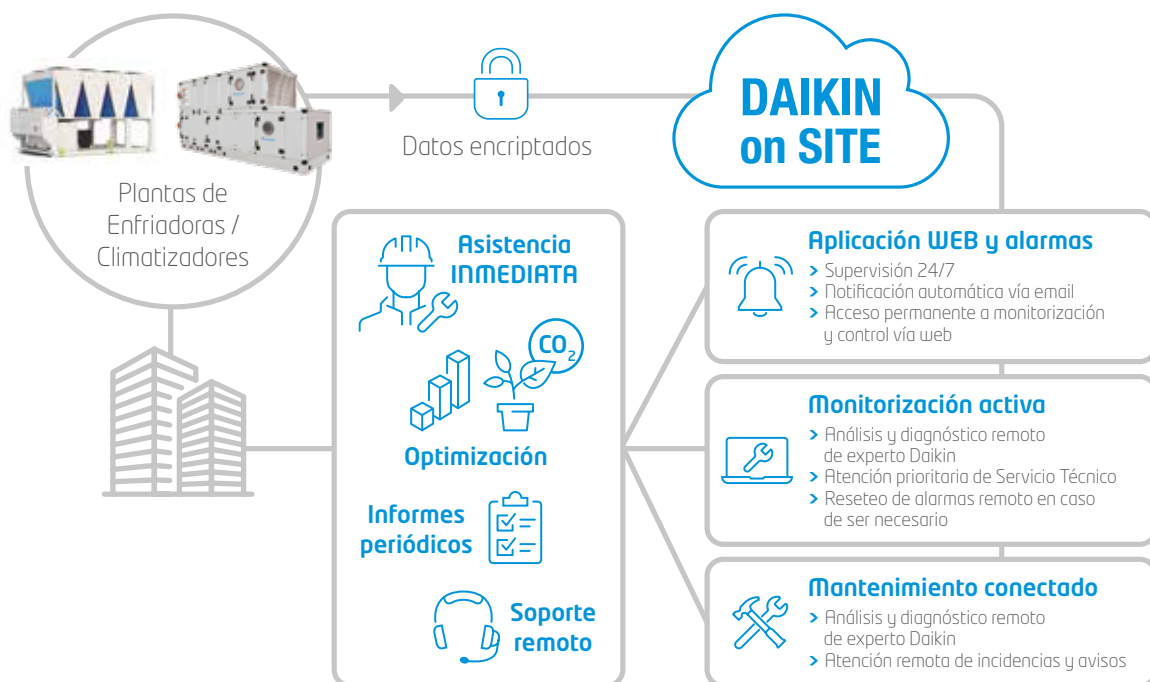 Plantas de
Enfriadoras /
Climatizadores
Datos encriptados
DAIKIN
on SITE
Asistencia
INMEDIATA
CO2
Optimización
Informes
periódicos
Soporte
remoto
Aplicación WEB y alarmas
> Supervisión 24/7
> Notificación automática vía email
> Acceso permanente a monitorización
y control vía web
Monitorización activa
> Análisis y diagnóstico remoto
de experto Daikin
> Atención prioritaria de Servicio Técnico
> Reseteo de alarmas remoto en caso
de ser necesario
Mantenimiento conectado
> Análisis y diagnóstico remoto
de experto Daikin
> Atención remota de incidencias y avisos